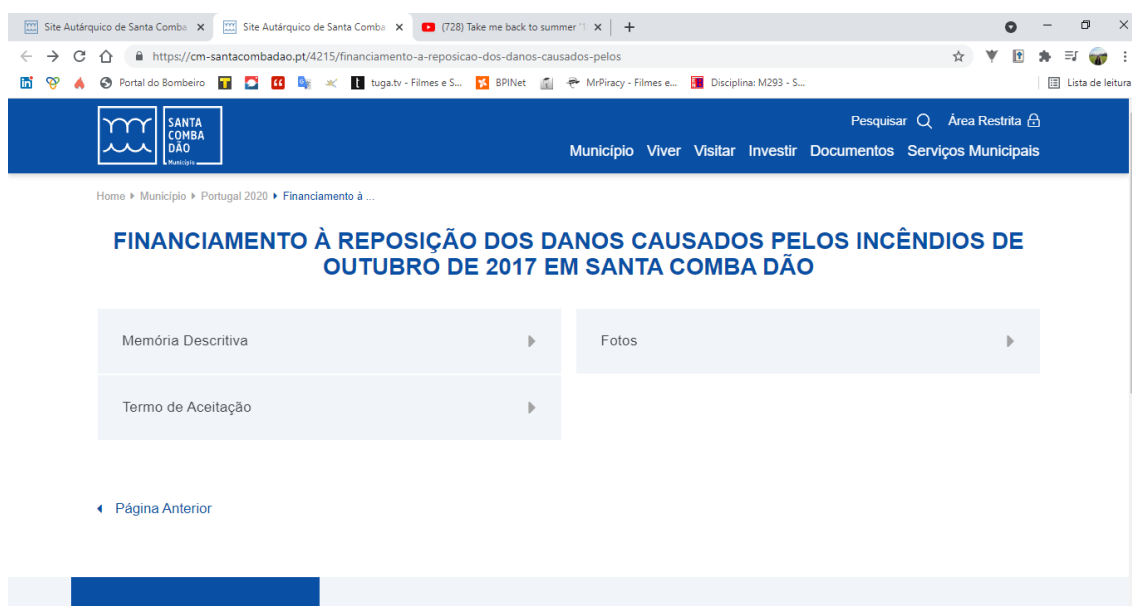 Site Autárquico de Santa Comba
Site Autárquico de Santa Comba
(728) Take me back to summer
https://cm-santacombadao.pt/4215/financiamento-a-reposicao-dos-danos-causados-pelos
Portal do Bombeiro
tuga.tv - Filmes e S...
BPINet
MrPiracy - Filmes e...
Disciplina: M293 - S...
Lista de leitura
SANTA
COMBA
DÃO
Município
Pesquisar
Área Restrita
Município Viver Visitar Investir Documentos Serviços Municipais
Home Município Portugal 2020 Financiamento à ...
FINANCIAMENTO À REPOSIÇÃO DOS DANOS CAUSADOS PELOS INCÊNDIOS DE
OUTUBRO DE 2017 EM SANTA COMBA DÃO
Memória Descritiva
Fotos
Termo de Aceitação
Página Anterior